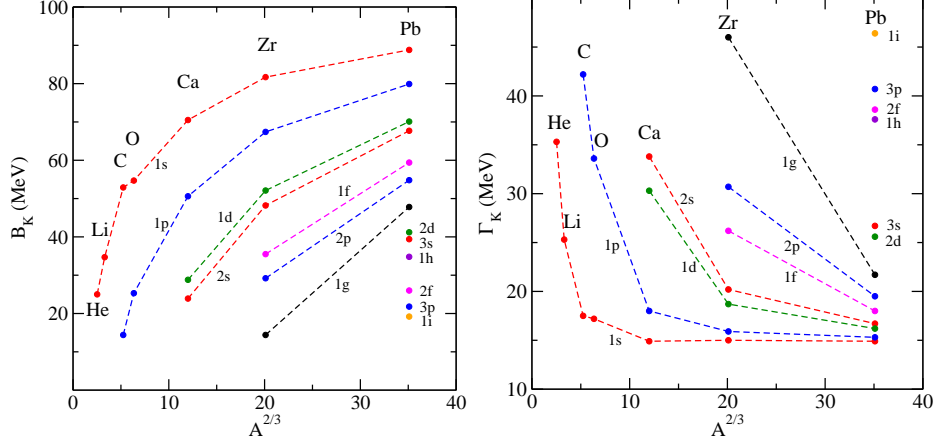 100
80
60
40
20
0
10
20
30
40
B_K (MeV)
A^{2/3}
He
Li
C
O
Ca
Zr
Pb
1s
1p
1d
2s
1f
2p
1g
2d
3s
1h
2f
3p
1i
40
30
20
10
0
10
20
30
40
Γ_K (MeV)
A^{2/3}
He
Li
C
O
Ca
Zr
Pb
1s
1p
2s
1d
1g
2p
1f
1i
3p
2f
1h
3s
2d